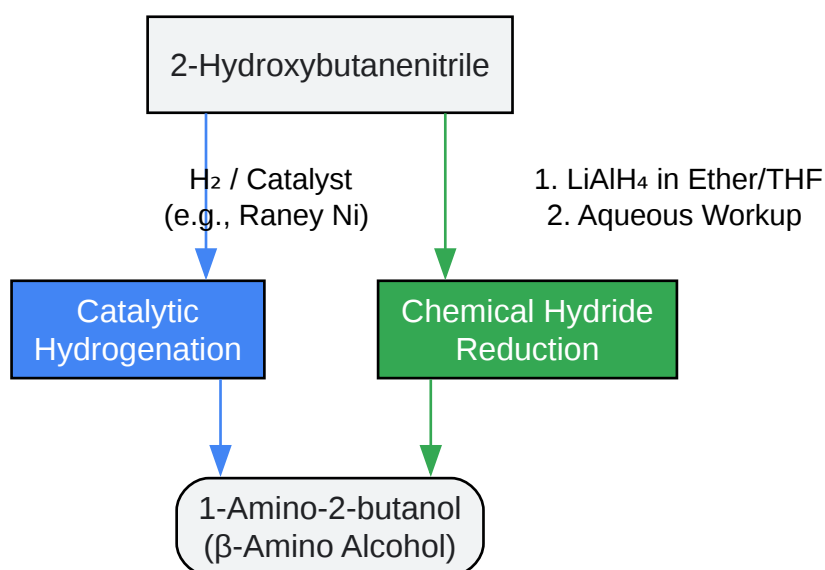 2-Hydroxybutanenitrile
H₂ / Catalyst
(e.g., Raney Ni)
1. LiAlH₄ in Ether/THF
2. Aqueous Workup
Catalytic
Hydrogenation
Chemical Hydride
Reduction
1-Amino-2-butanol
(β-Amino Alcohol)